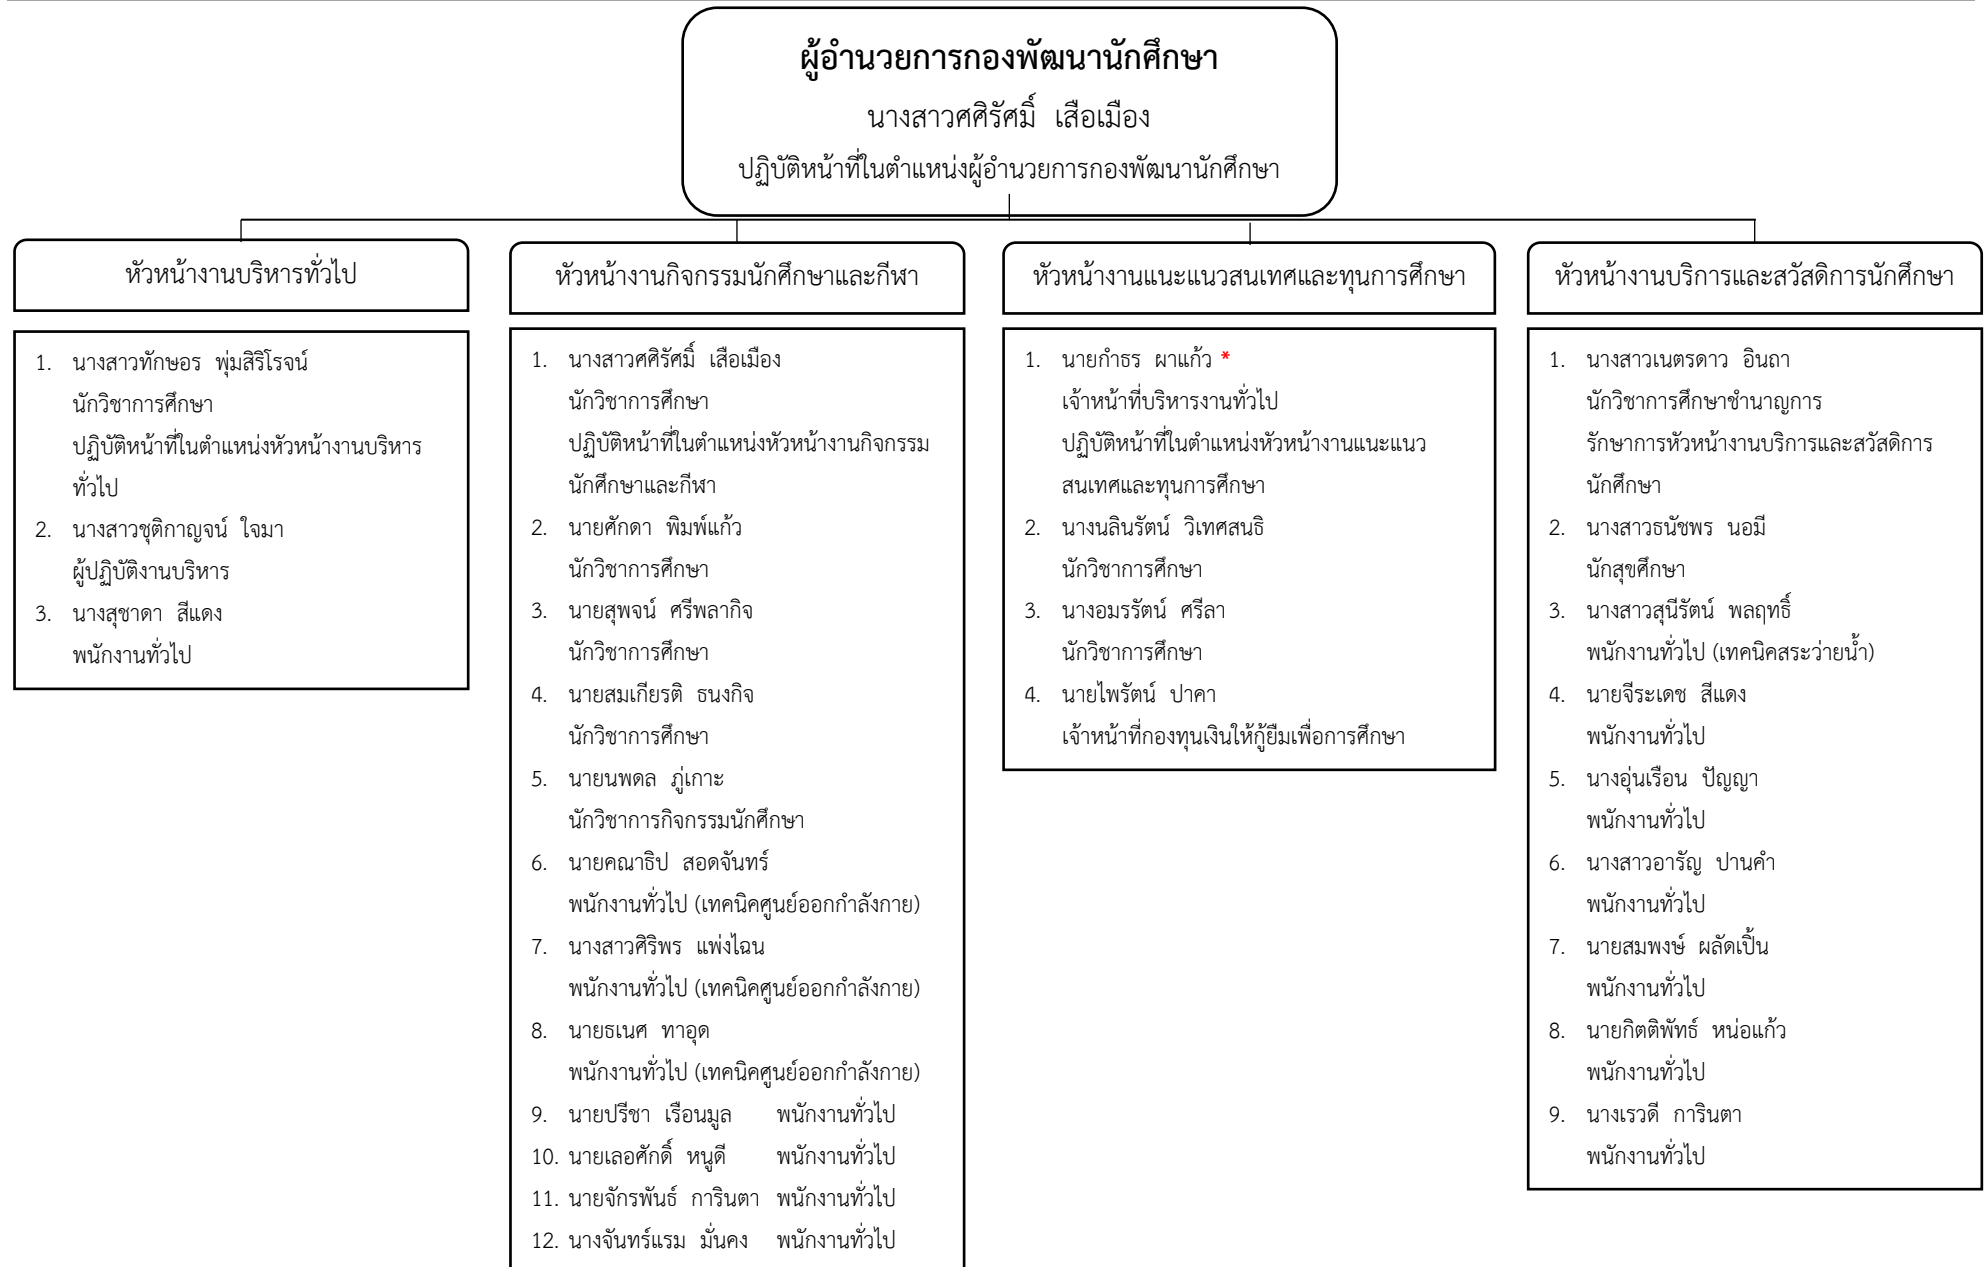 ผู้อำนวยการกองพัฒนานักศึกษา
นางสาวศศิรัศมิ์ เสือเมือง
ปฏิบัติหน้าที่ในตำแหน่งผู้อำนวยการกองพัฒนานักศึกษา
หัวหน้างานบริหารทั่วไป
1. นางสาวทักษอร พุ่มสิริโรจน์
นักวิชาการศึกษา
ปฏิบัติหน้าที่ในตำแหน่งหัวหน้างานบริหาร
ทั่วไป
2. นางสาวชุติกาญจน์ ใจมา
ผู้ปฏิบัติงานบริหาร
3. นางสุชาดา สีแดง
พนักงานทั่วไป
หัวหน้างานกิจกรรมนักศึกษาและกีฬา
1. นางสาวศศิรัศมิ์ เสือเมือง
นักวิชาการศึกษา
ปฏิบัติหน้าที่ในตำแหน่งหัวหน้างานกิจกรรม
นักศึกษาและกีฬา
2. นายศักดา พิมพ์แก้ว
นักวิชาการศึกษา
3. นายสุพจน์ ศรีพลากิจ
นักวิชาการศึกษา
4. นายสมเกียรติ ธนงกิจ
นักวิชาการศึกษา
5. นายนพดล ภู่เกาะ
นักวิชาการกิจกรรมนักศึกษา
6. นายคณาธิป สอดจันทร์
พนักงานทั่วไป (เทคนิคศูนย์ออกกำลังกาย)
7. นางสาวศิริพร แพ่งไฉน
พนักงานทั่วไป (เทคนิคศูนย์ออกกำลังกาย)
8. นายธเนศ ทาอุด
พนักงานทั่วไป (เทคนิคศูนย์ออกกำลังกาย)
9. นายปรีชา เรือนมูล พนักงานทั่วไป
10. นายเลอศักดิ์ หนูดี พนักงานทั่วไป
11. นายจักรพันธ์ การินตา พนักงานทั่วไป
12. นางจันทร์แรม มั่นคง พนักงานทั่วไป
หัวหน้างานแนะแนวสนเทศและทุนการศึกษา
1. นายกำธร ผาแก้ว *
เจ้าหน้าที่บริหารงานทั่วไป
ปฏิบัติหน้าที่ในตำแหน่งหัวหน้างานแนะแนว
สนเทศและทุนการศึกษา
2. นางนลินรัตน์ วิเทศสนธิ
นักวิชาการศึกษา
3. นางอมรรัตน์ ศรีลา
นักวิชาการศึกษา
4. นายไพรัตน์ ปาคา
เจ้าหน้าที่กองทุนเงินให้กู้ยืมเพื่อการศึกษา
หัวหน้างานบริการและสวัสดิการนักศึกษา
1. นางสาวเนตรดาว อินถา
นักวิชาการศึกษาชำนาญการ
รักษาการหัวหน้างานบริการและสวัสดิการ
นักศึกษา
2. นางสาวธนัชพร นอมี
นักสุขศึกษา
3. นางสาวสุนีรัตน์ พลฤทธิ์
พนักงานทั่วไป (เทคนิคสระว่ายน้ำ)
4. นายจีระเดช สีแดง
พนักงานทั่วไป
5. นางอุ่นเรือน ปัญญา
พนักงานทั่วไป
6. นางสาวอารัญ ปานคำ
พนักงานทั่วไป
7. นายสมพงษ์ ผลัดเปิ้น
พนักงานทั่วไป
8. นายกิตติพัทธ์ หน่อแก้ว
พนักงานทั่วไป
9. นางเรวดี การินตา
พนักงานทั่วไป